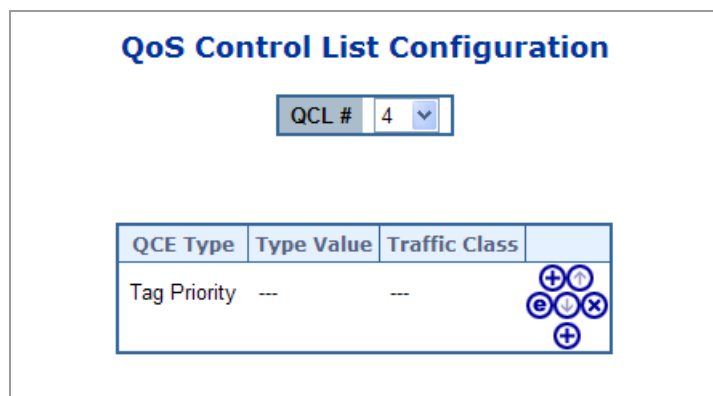 QoS Control List Configuration
QCL # 4
QCE Type Type Value Traffic Class
Tag Priority --- ---
e